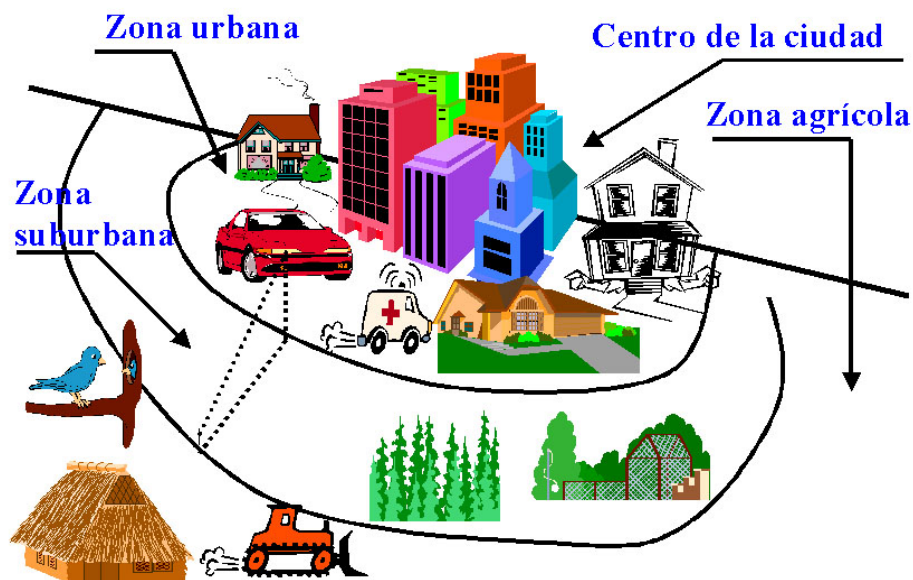 Zona urbana
Centro de la ciudad
Zona agrícola
Zona
suburbana